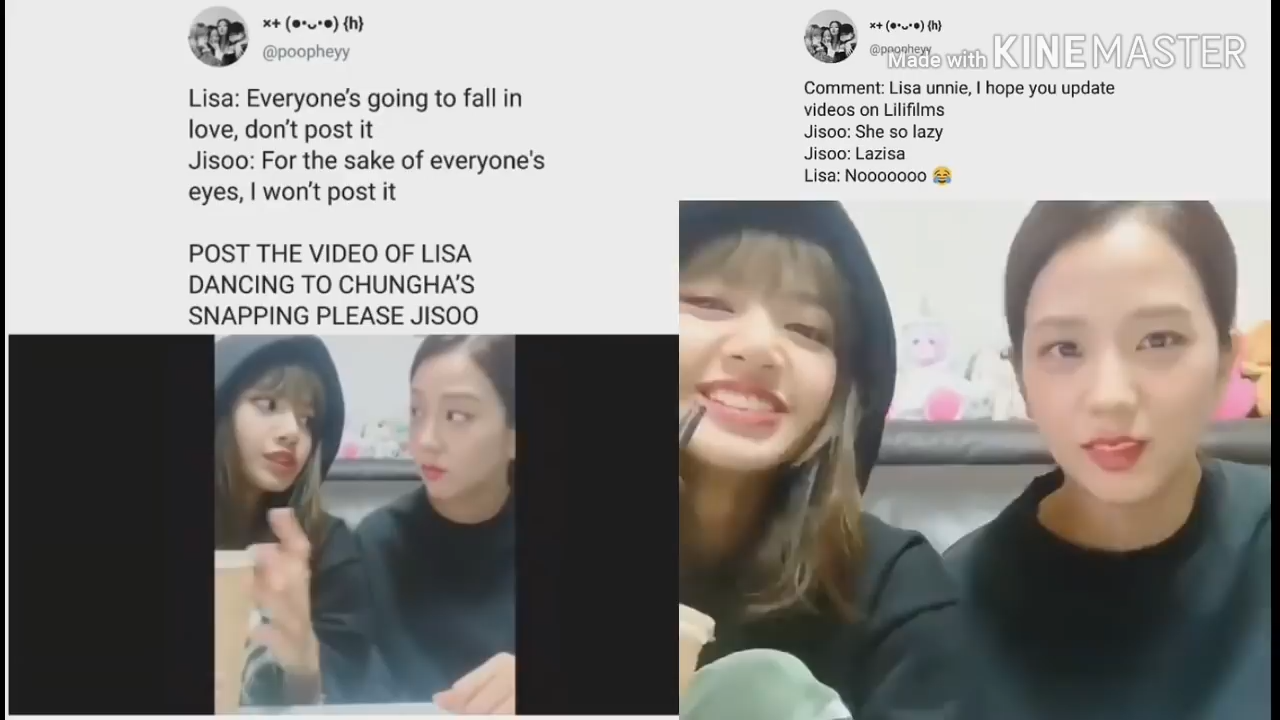 ×+ (●'◡'●) {h}
@poopheyy
Lisa: Everyone's going to fall in
love, don't post it
Jisoo: For the sake of everyone's
eyes, I won't post it
POST THE VIDEO OF LISA
DANCING TO CHUNGHA'S
SNAPPING PLEASE JISOO
×+ (●'◡'●) {h}
@poopheyy
Made with KINEMASTER
Comment: Lisa unnie, I hope you update
videos on Lilifilms
Jisoo: She so lazy
Jisoo: Lazisa
Lisa: Nooooooo 😂